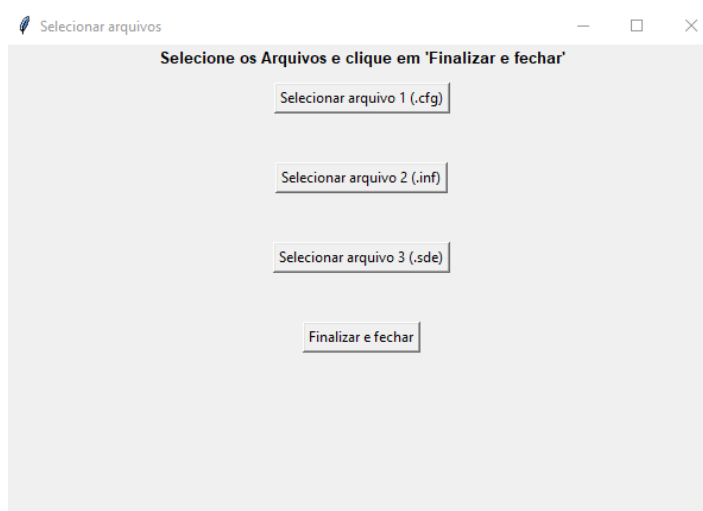 Selecionar arquivos
Selecione os Arquivos e clique em 'Finalizar e fechar'
Selecionar arquivo 1 (.cfg)
Selecionar arquivo 2 (.inf)
Selecionar arquivo 3 (.sde)
Finalizar e fechar